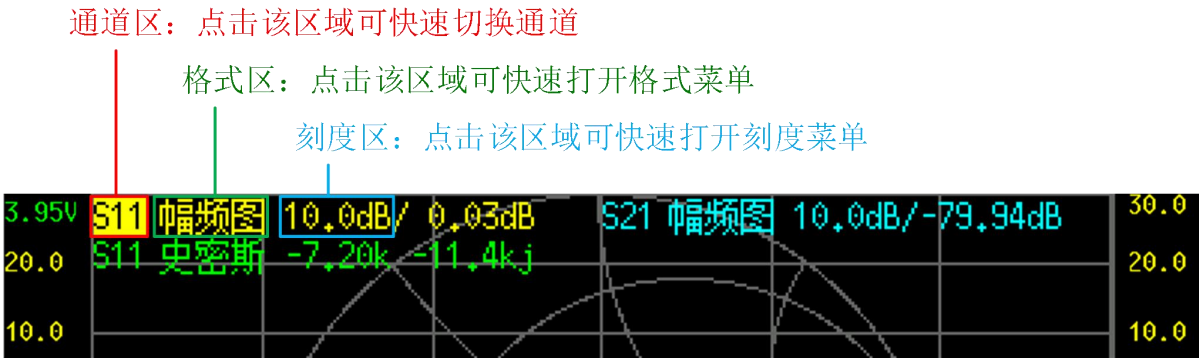 通道区：点击该区域可快速切换通道
格式区：点击该区域可快速打开格式菜单
刻度区：点击该区域可快速打开刻度菜单
3.95V S11 幅频图 10.0dB/ 0.03dB S21 幅频图 10.0dB/-79.94dB 30.0
20.0 S11 史密斯 -7.20k -11.4kj 20.0
10.0 10.0